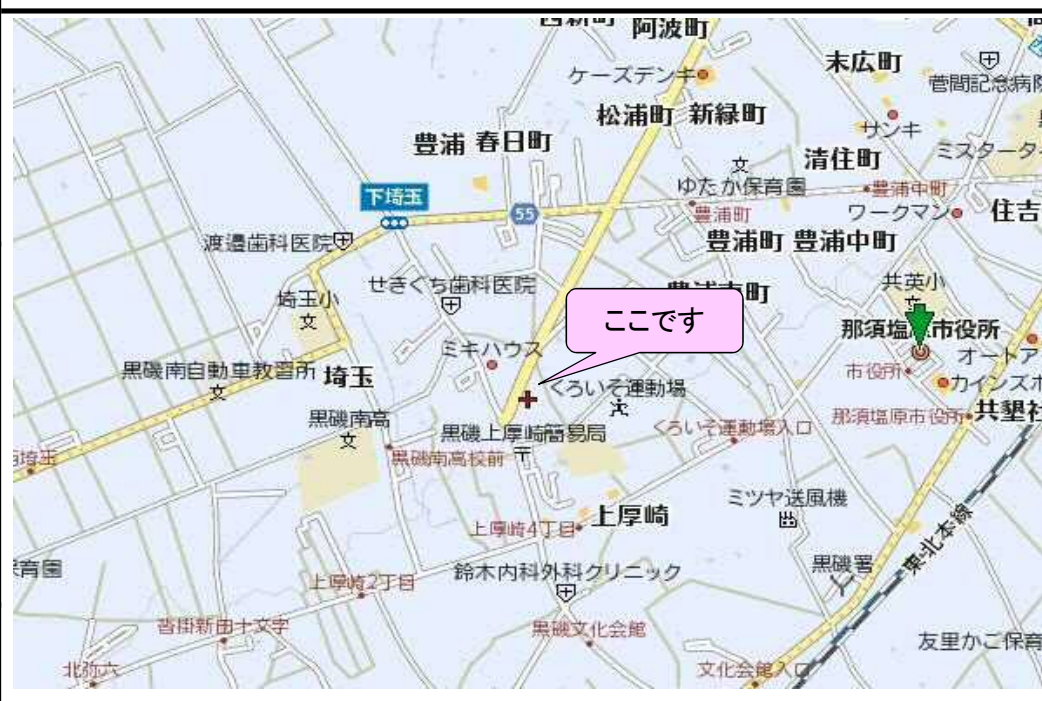 阿波町
末広町
ケーズデンキ
菅間記念病院
松浦町
新緑町
サンキ
豊浦
春日町
清住町
ミスタータ
下埼玉
55
ゆたか保育園
豊浦中町
豊浦町
ワークマン
住吉
渡邉歯科医院
豊浦町
豊浦中町
せきぐち歯科医院
共英小
埼玉小
ここです
那須塩原市役所
ミキハウス
オートア
黒磯南自動車教習所
埼玉
市役所
くろいそ運動場
カインズホ
黒磯南高
那須塩原市役所
共墾社
黒磯上厚崎簡易局
くろいそ運動場入口
黒磯南高校前
ミツヤ送風機
上厚崎
上厚崎4丁目
東北本線
育園
鈴木内科外科クリニック
黒磯署
上厚崎2丁目
沓掛新田十文字
黒磯文化会館
友里かご保育
北弥六
文化会館入口